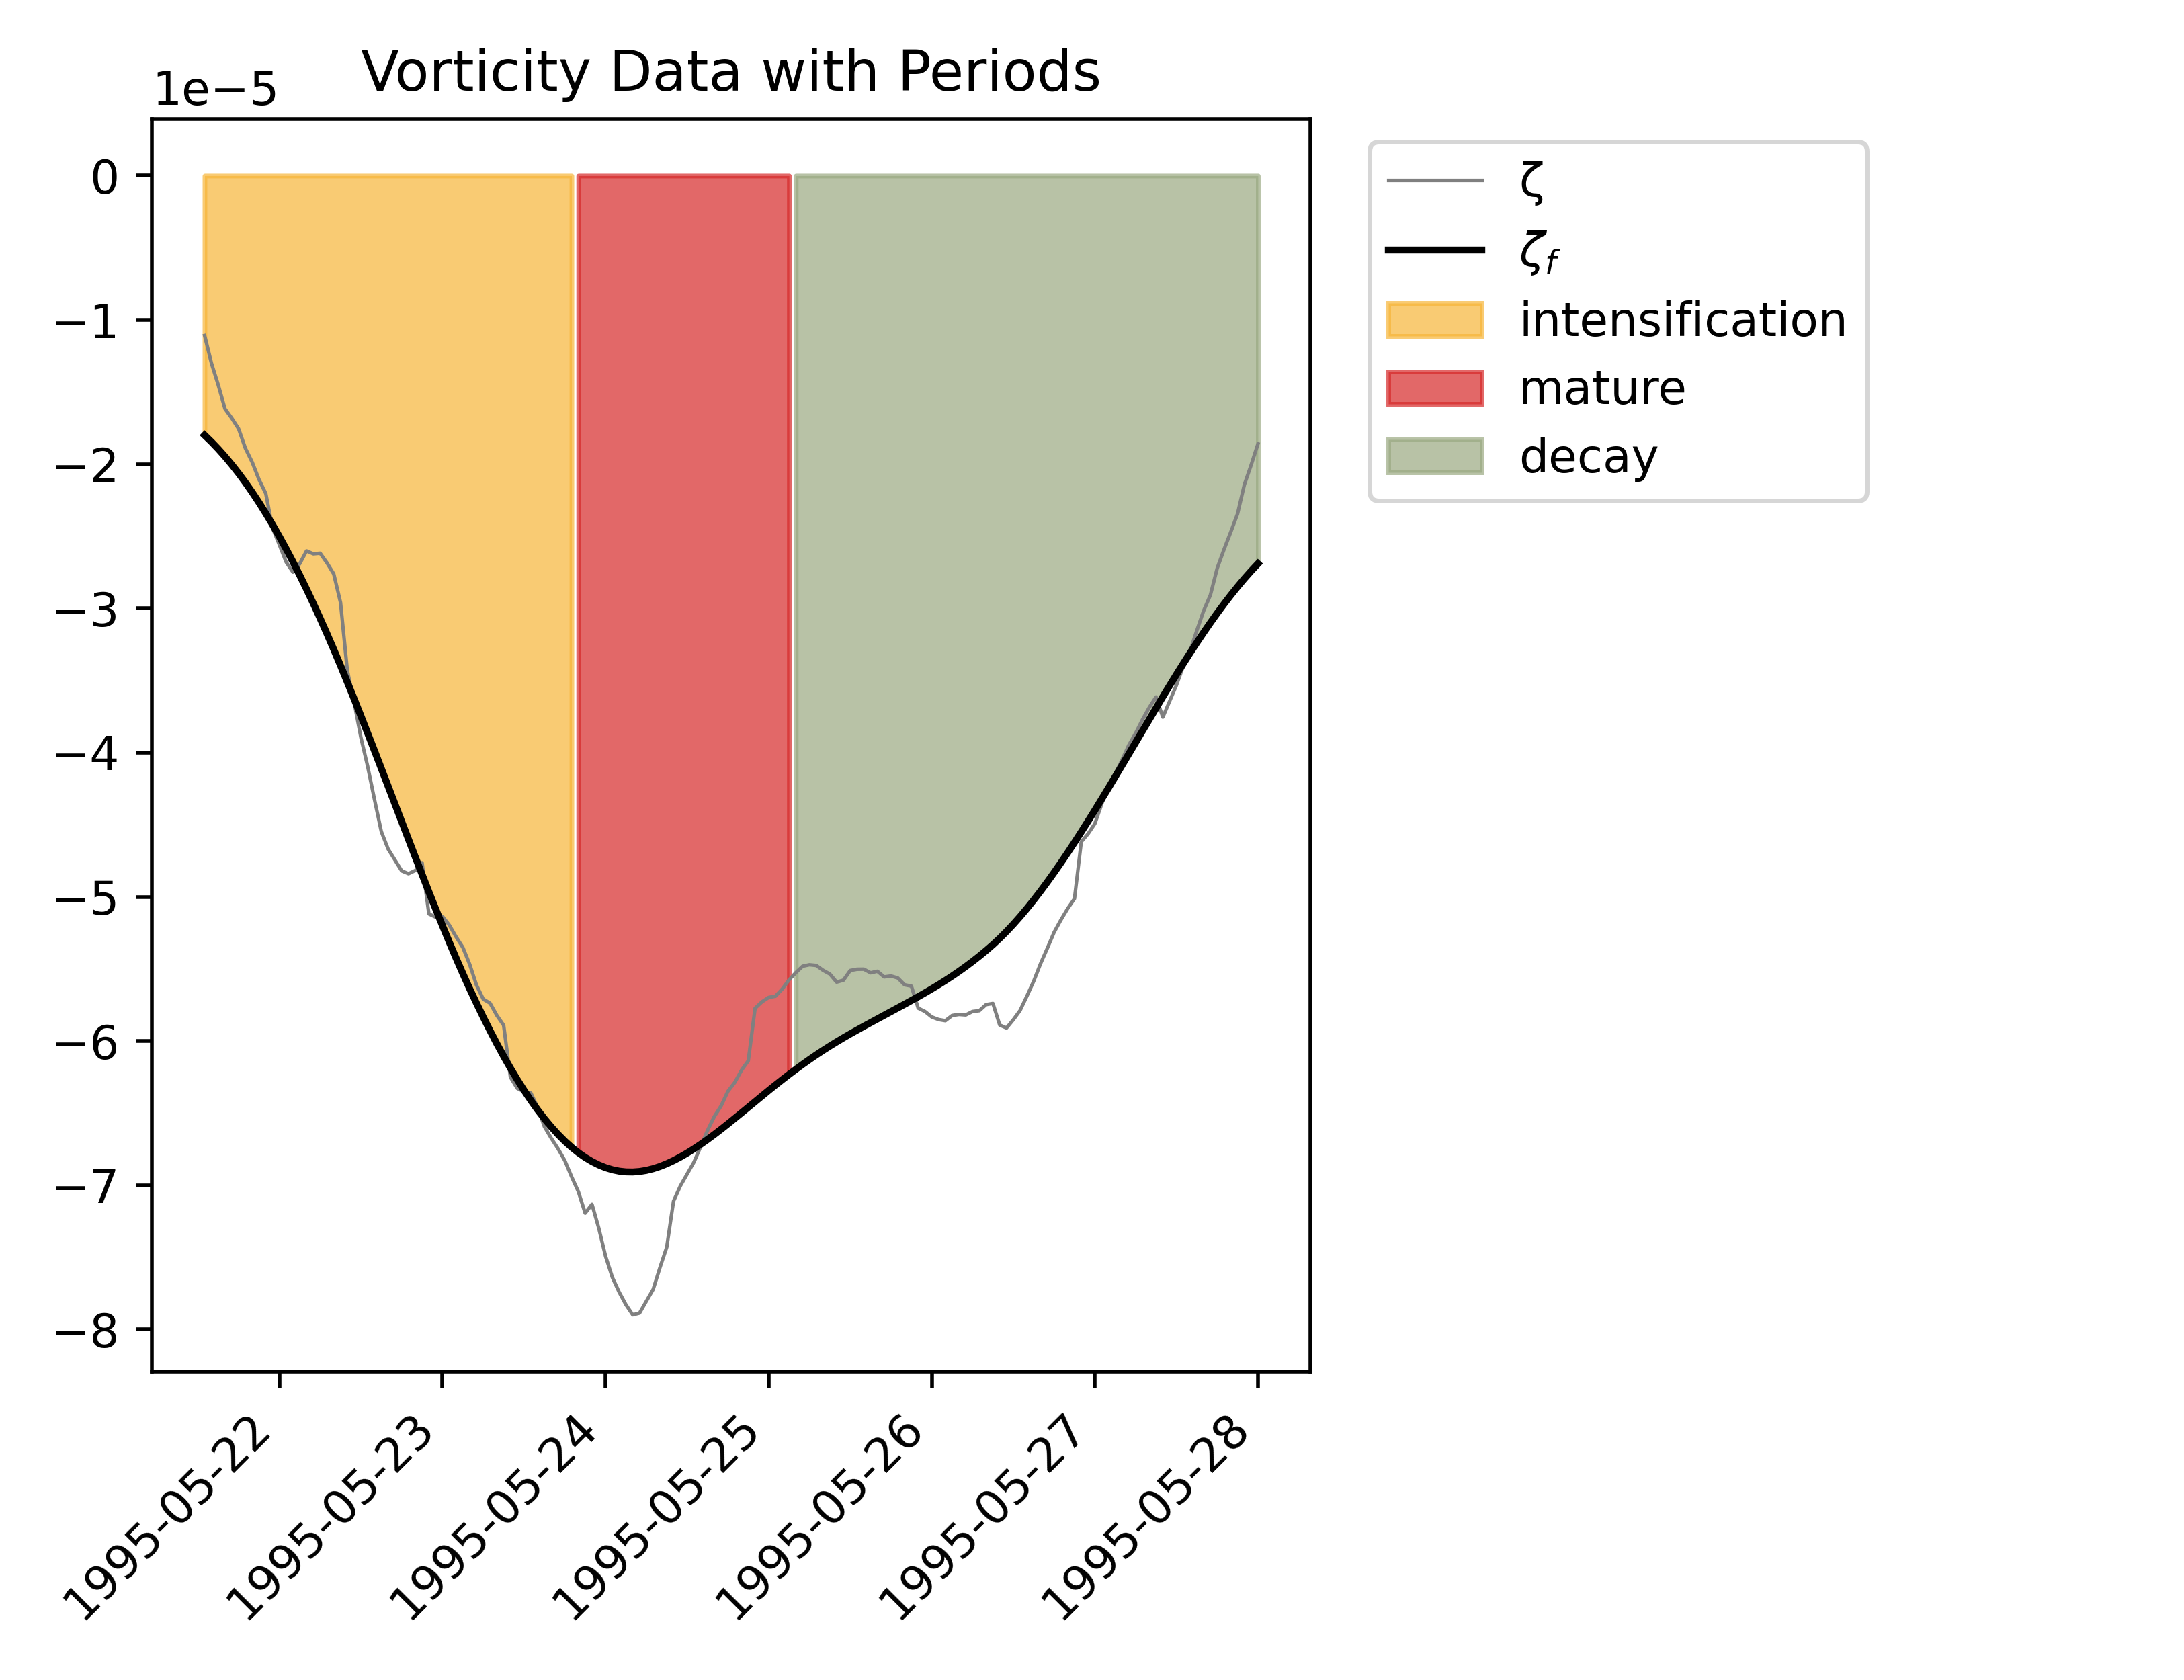 Vorticity Data with Periods
1e−5
0
−1
−2
−3
−4
−5
−6
−7
−8
1995-05-22
1995-05-23
1995-05-24
1995-05-25
1995-05-26
1995-05-27
1995-05-28
ζ
ζf
intensification
mature
decay